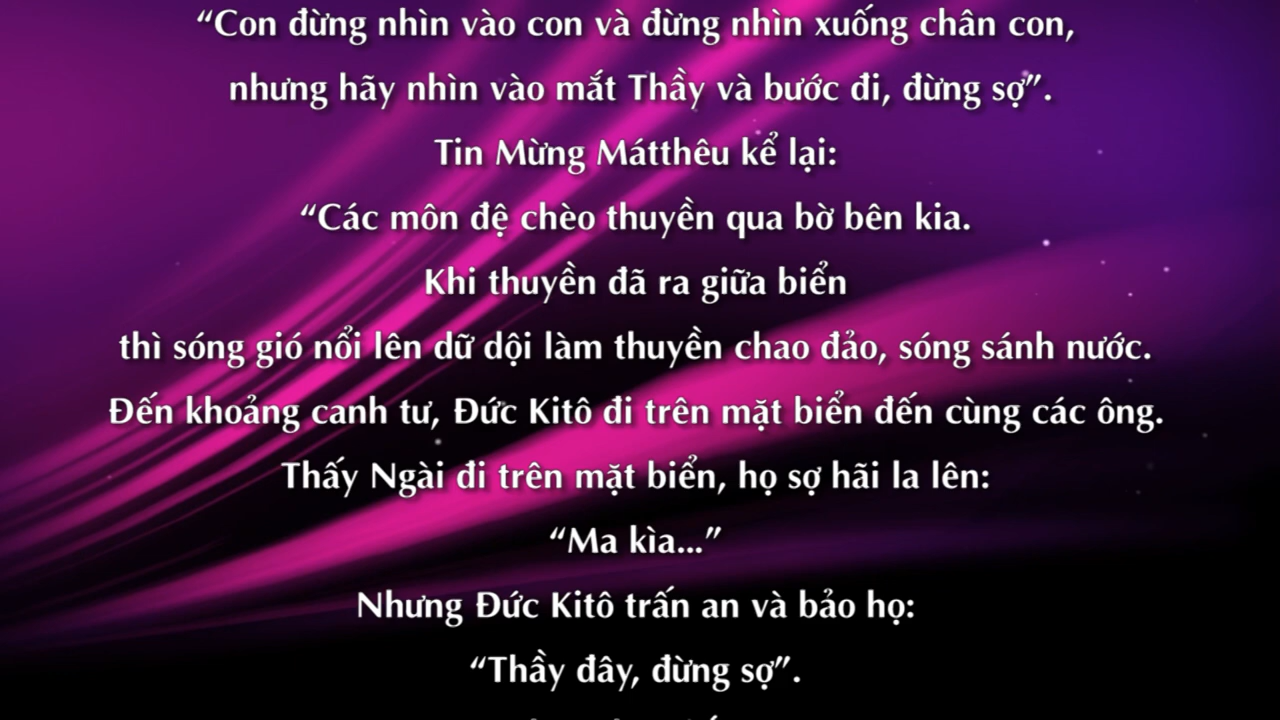 “Con đừng nhìn vào con và đừng nhìn xuống chân con,
nhưng hãy nhìn vào mắt Thầy và bước đi, đừng sợ”.
Tin Mừng Mátthêu kể lại:
“Các môn đệ chèo thuyền qua bờ bên kia.
Khi thuyền đã ra giữa biển
thì sóng gió nổi lên dữ dội làm thuyền chao đảo, sóng sánh nước.
Đến khoảng canh tư, Đức Kitô đi trên mặt biển đến cùng các ông.
Thấy Ngài đi trên mặt biển, họ sợ hãi la lên:
“Ma kìa...”
Nhưng Đức Kitô trấn an và bảo họ:
“Thầy đây, đừng sợ”.